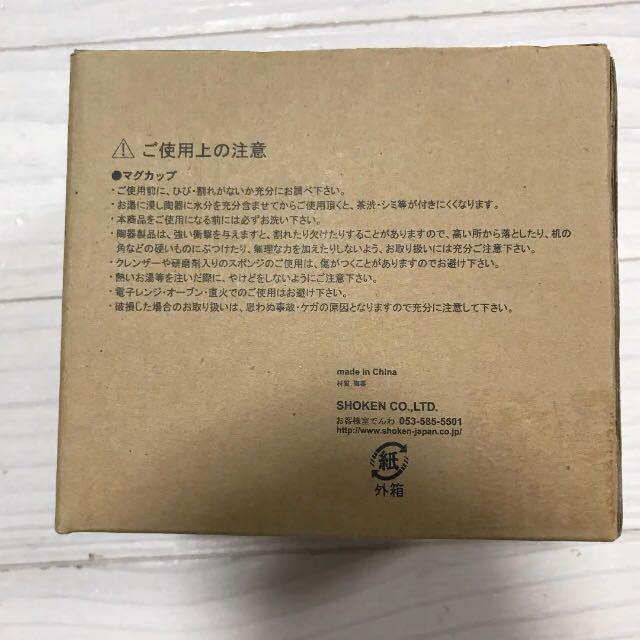 ⚠ ご使用上の注意
●マグカップ
・ご使用前に、ひび・割れがないか充分にお調べ下さい。
・お湯に浸し陶器に水分を充分含ませてからご使用頂くと、茶渋・シミ等が付きにくくなります。
・本商品をご使用になる前には必ずお洗い下さい。
・陶器製品は、強い衝撃を与えますと、割れたり欠けたりすることがありますので、高い所から落としたり、机の
角などの硬いものにぶつけたり、無理な力を加えたりしないよう、お取り扱いには充分ご注意下さい。
・クレンザーや研磨剤入りのスポンジのご使用は、傷がつくことがありますのでお避け下さい。
・熱いお湯等を注いだ際に、やけどをしないようにご注意下さい。
・電子レンジ・オーブン・直火でのご使用はお避け下さい。
・破損した場合のお取り扱いは、思わぬ事故・ケガの原因となりますので充分に注意して下さい。
made in China
材質 陶器
SHOKEN CO.,LTD.
お客様室でんわ 053-585-5501
http://www.shoken-japan.co.jp/
紙
外箱